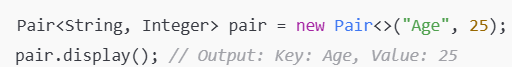 Pair<String, Integer> pair = new Pair<>("Age", 25);
pair.display(); // Output: Key: Age, Value: 25